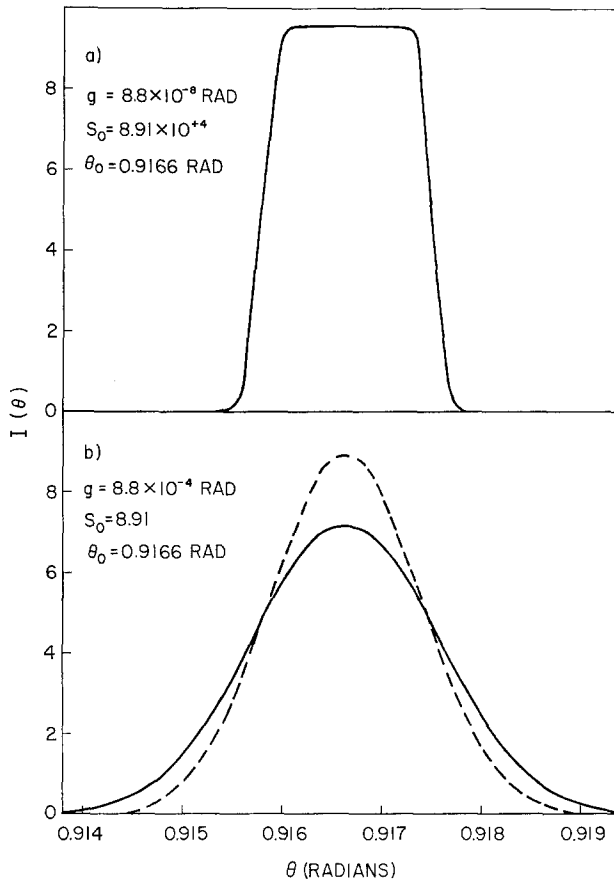 a)
g = 8.8×10⁻⁸ RAD
S₀= 8.91×10⁺⁴
θ₀=0.9166 RAD
8
6
4
2
0
I (θ)
b)
g = 8.8×10⁻⁴ RAD
S₀=8.91
θ₀=0.9166 RAD
8
6
4
2
0
0.914 0.915 0.916 0.917 0.918 0.919
θ (RADIANS)